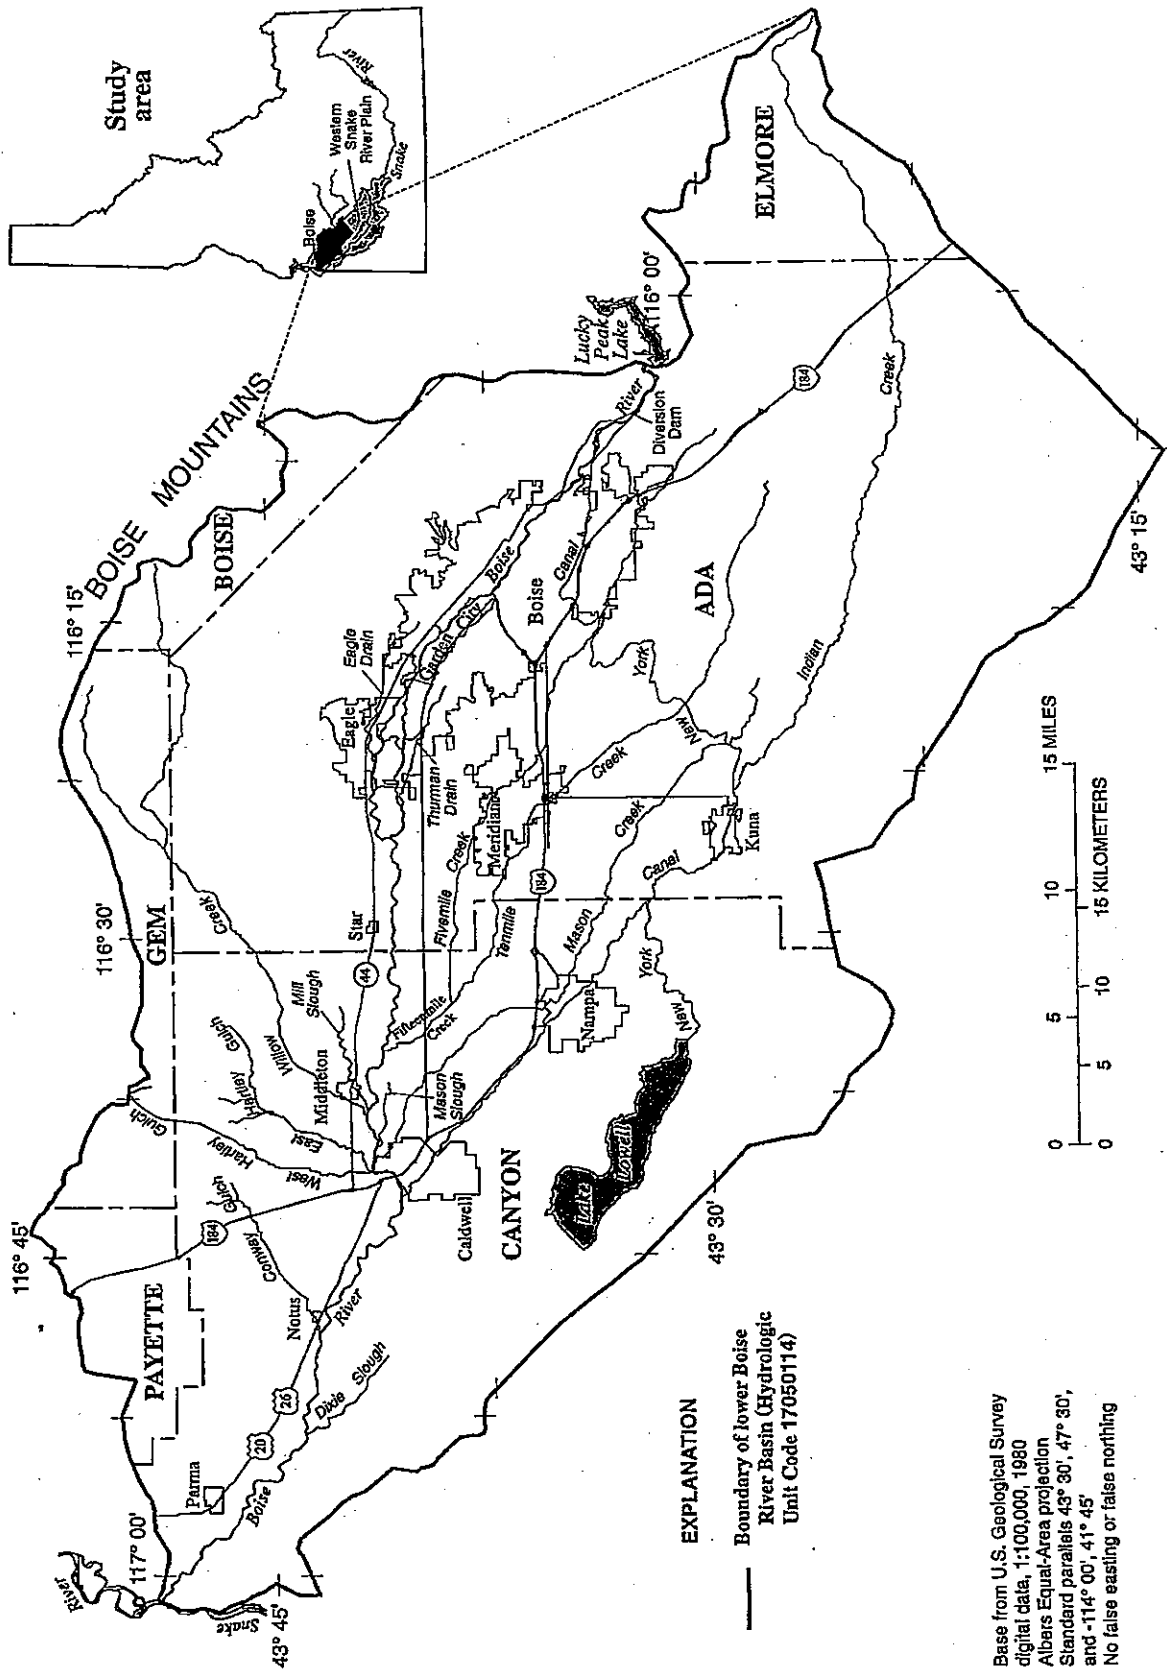 Study
area
River
Western
Snake
River Plain
Snake
Boise
BOISE MOUNTAINS
116° 45'
116° 30'
116° 15'
117° 00'
116° 00'
43° 45'
43° 30'
43° 15'
PAYETTE
GEM
BOISE
ELMORE
ADA
CANYON
River
Snake
Parma
20
26
Boise
River
Dixie Slough
Notus
Conway
Gulch
184
West
Hartley
Gulch
East
Hartley
Gulch
Willow
Creek
Mill
Slough
Middleton
44
Star
Eagle
Eagle
Drain
Garden City
Boise
River
Lucky
Peak
Lake
Diversion
Dam
Boise
Canal
Thurman
Drain
Fivemile
Creek
Meridian
Tenmile
Creek
Fifteenmile
Creek
Mason
Slough
Caldwell
184
Nampa
Mason
Creek
York
New
Canal
New
York
Kuna
Indian
Creek
184
Lake
Lowell
0 5 10 15 MILES
0 5 10 15 KILOMETERS
EXPLANATION
Boundary of lower Boise
River Basin (Hydrologic
Unit Code 17050114)
Base from U.S. Geological Survey
digital data, 1:100,000, 1980
Albers Equal-Area projection
Standard parallels 43° 30', 47° 30',
and -114° 00', 41° 45'
No false easting or false northing